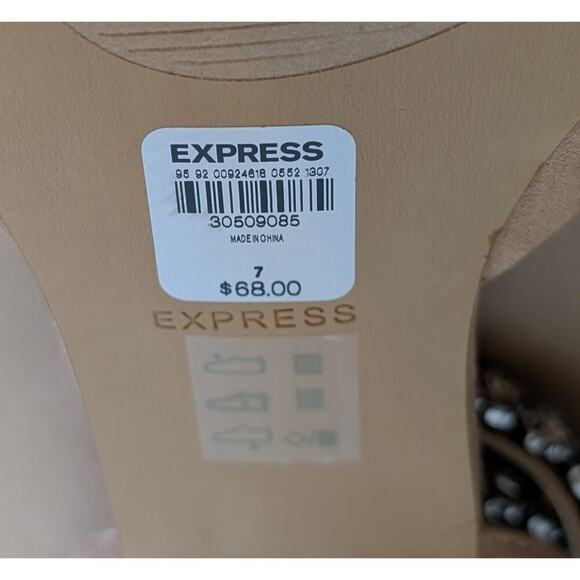 EXPRESS
95 92 00924618 0552 1307
30509085
MADE IN CHINA
7
$68.00
EXPRESS